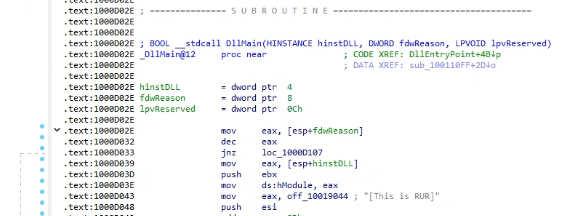 .text:1000D02E
.text:1000D02E ; --------------- S U B R O U T I N E ---------------------------------------
.text:1000D02E
.text:1000D02E
.text:1000D02E ; BOOL __stdcall DllMain(HINSTANCE hinstDLL, DWORD fdwReason, LPVOID lpvReserved)
.text:1000D02E _DllMain@12 proc near ; CODE XREF: DllEntryPoint+4B↓p
.text:1000D02E ; DATA XREF: sub_100110FF+2D↓o
.text:1000D02E
.text:1000D02E hinstDLL = dword ptr 4
.text:1000D02E fdwReason = dword ptr 8
.text:1000D02E lpvReserved = dword ptr 0Ch
.text:1000D02E
.text:1000D02E mov eax, [esp+fdwReason]
.text:1000D032 dec eax
.text:1000D033 jnz loc_1000D107
.text:1000D039 mov eax, [esp+hinstDLL]
.text:1000D03D push ebx
.text:1000D03E mov ds:hModule, eax
.text:1000D043 mov eax, off_10019044 ; "[This is RUR]"
.text:1000D048 push esi